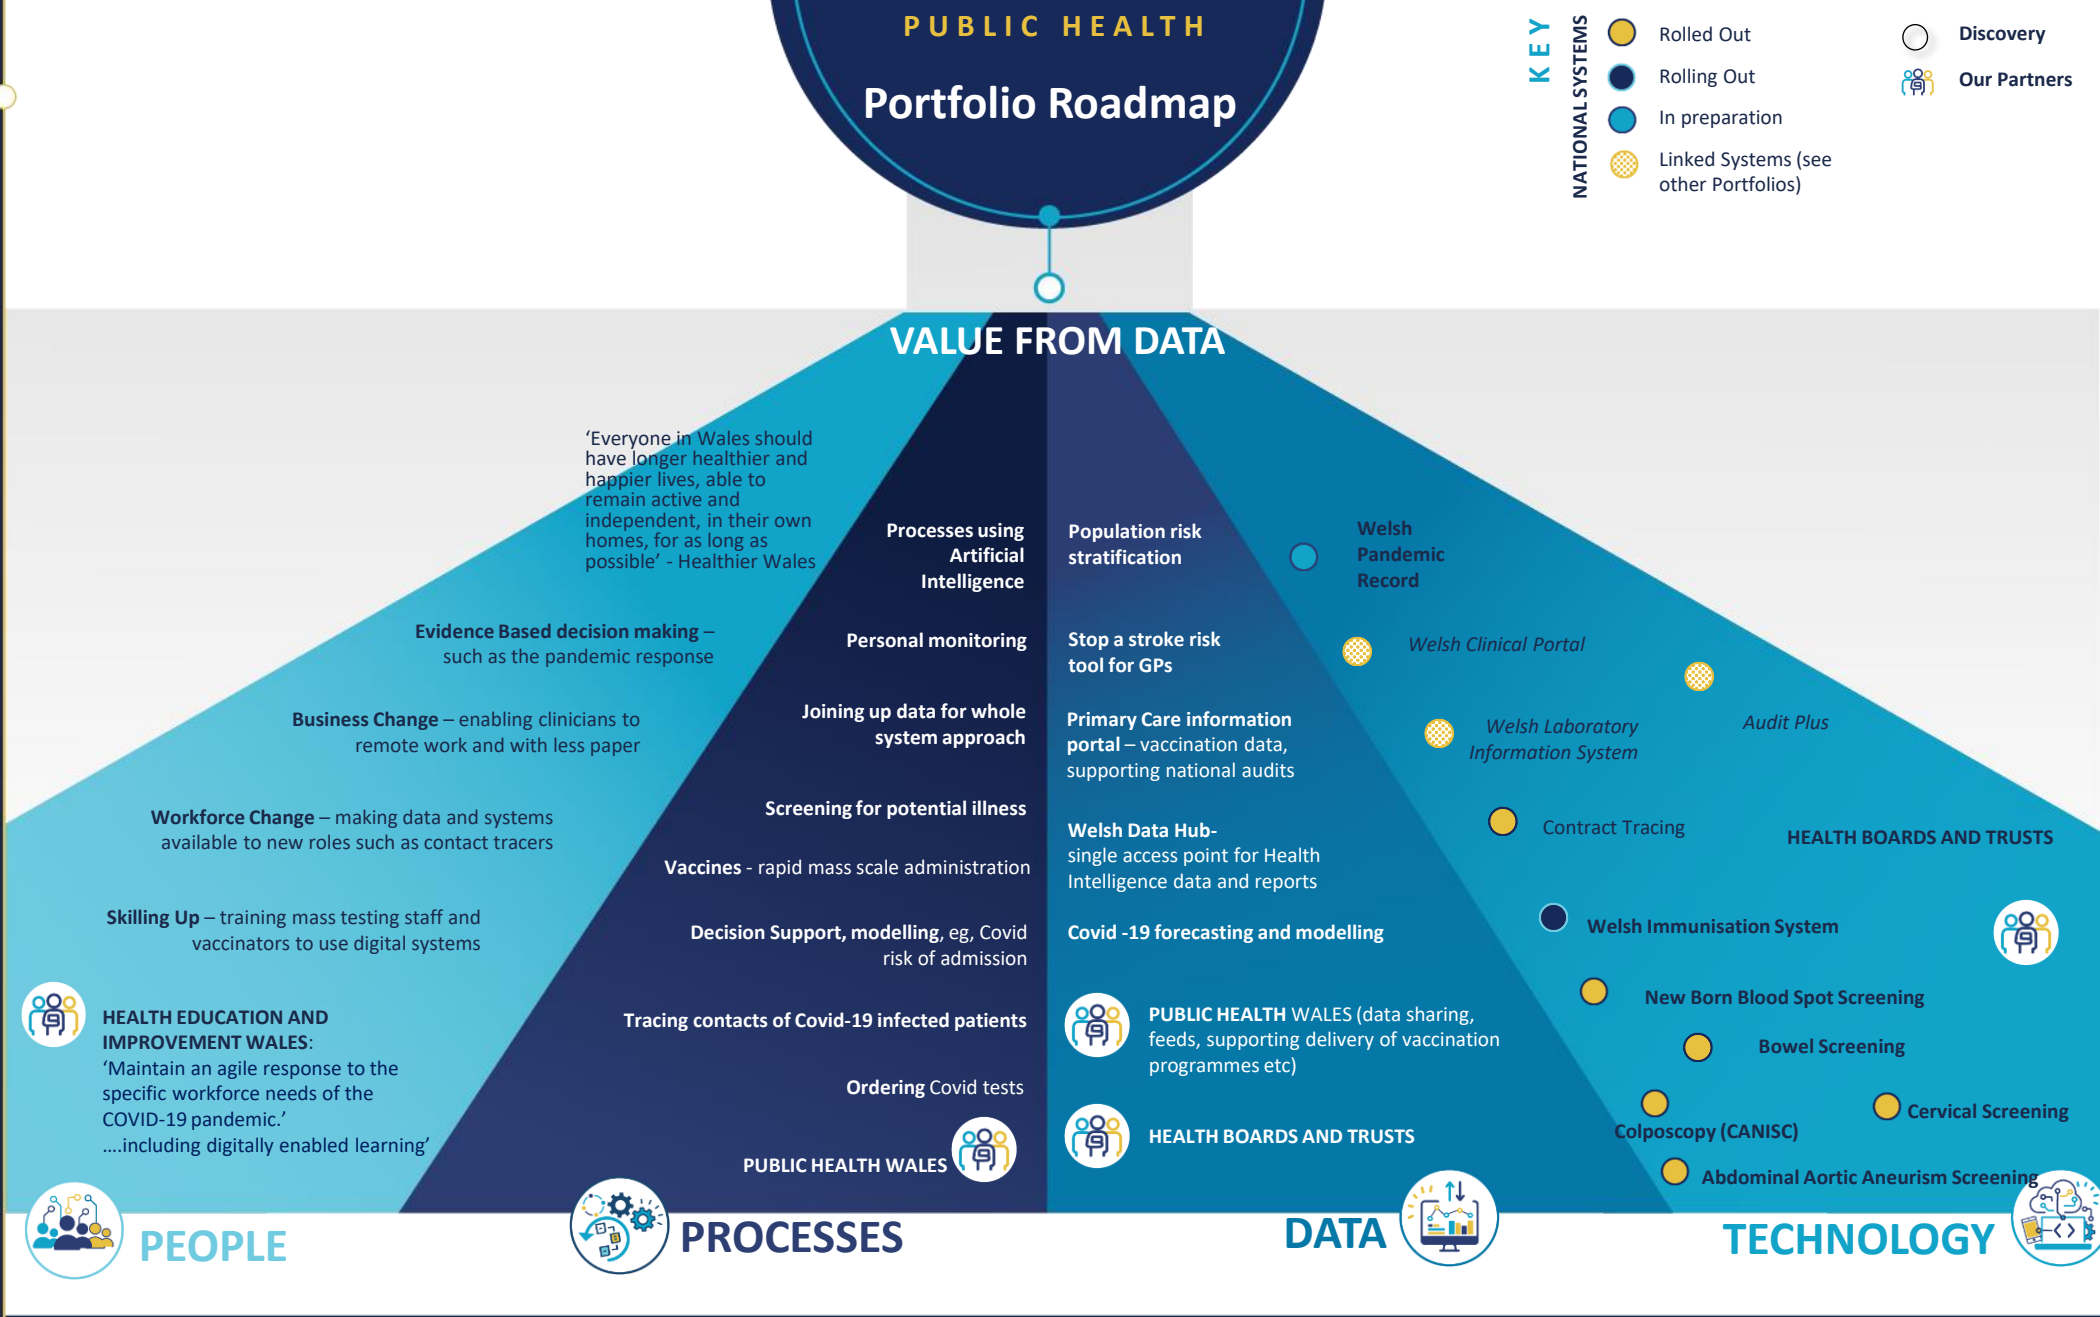 PUBLIC HEALTH
Portfolio Roadmap
KEY
NATIONAL SYSTEMS
Rolled Out
Rolling Out
In preparation
Linked Systems (see
other Portfolios)
Discovery
Our Partners
VALUE FROM DATA
‘Everyone in Wales should
have longer healthier and
happier lives, able to
remain active and
independent, in their own
homes, for as long as
possible’ - Healthier Wales
Evidence Based decision making –
such as the pandemic response
Business Change – enabling clinicians to
remote work and with less paper
Workforce Change – making data and systems
available to new roles such as contact tracers
Skilling Up – training mass testing staff and
vaccinators to use digital systems
HEALTH EDUCATION AND
IMPROVEMENT WALES:
‘Maintain an agile response to the
specific workforce needs of the
COVID-19 pandemic.’
....including digitally enabled learning’
PEOPLE
Processes using
Artificial
Intelligence
Personal monitoring
Joining up data for whole
system approach
Screening for potential illness
Vaccines - rapid mass scale administration
Decision Support, modelling, eg, Covid
risk of admission
Tracing contacts of Covid-19 infected patients
Ordering Covid tests
PUBLIC HEALTH WALES
PROCESSES
Population risk
stratification
Stop a stroke risk
tool for GPs
Primary Care information
portal – vaccination data,
supporting national audits
Welsh Data Hub-
single access point for Health
Intelligence data and reports
Covid -19 forecasting and modelling
PUBLIC HEALTH WALES (data sharing,
feeds, supporting delivery of vaccination
programmes etc)
HEALTH BOARDS AND TRUSTS
DATA
Welsh
Pandemic
Record
Welsh Clinical Portal
Audit Plus
Welsh Laboratory
Information System
Contract Tracing
HEALTH BOARDS AND TRUSTS
Welsh Immunisation System
New Born Blood Spot Screening
Bowel Screening
Cervical Screening
Colposcopy (CANISC)
Abdominal Aortic Aneurism Screening
TECHNOLOGY